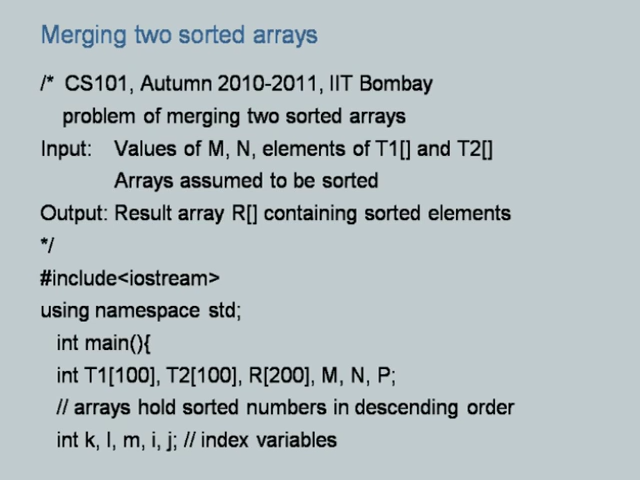 Merging two sorted arrays
/* CS101, Autumn 2010-2011, IIT Bombay
problem of merging two sorted arrays
Input: Values of M, N, elements of T1[] and T2[]
Arrays assumed to be sorted
Output: Result array R[] containing sorted elements
*/
#include<iostream>
using namespace std;
int main(){
int T1[100], T2[100], R[200], M, N, P;
// arrays hold sorted numbers in descending order
int k, l, m, i, j; // index variables